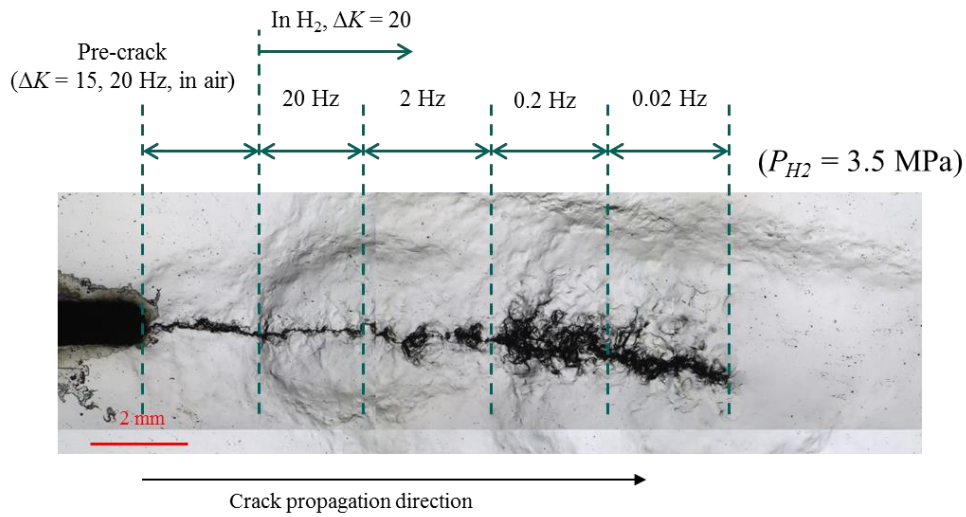 In H₂, ΔK = 20
Pre-crack
(ΔK = 15, 20 Hz, in air)
20 Hz
2 Hz
0.2 Hz
0.02 Hz
(P_H2 = 3.5 MPa)
2 mm
Crack propagation direction